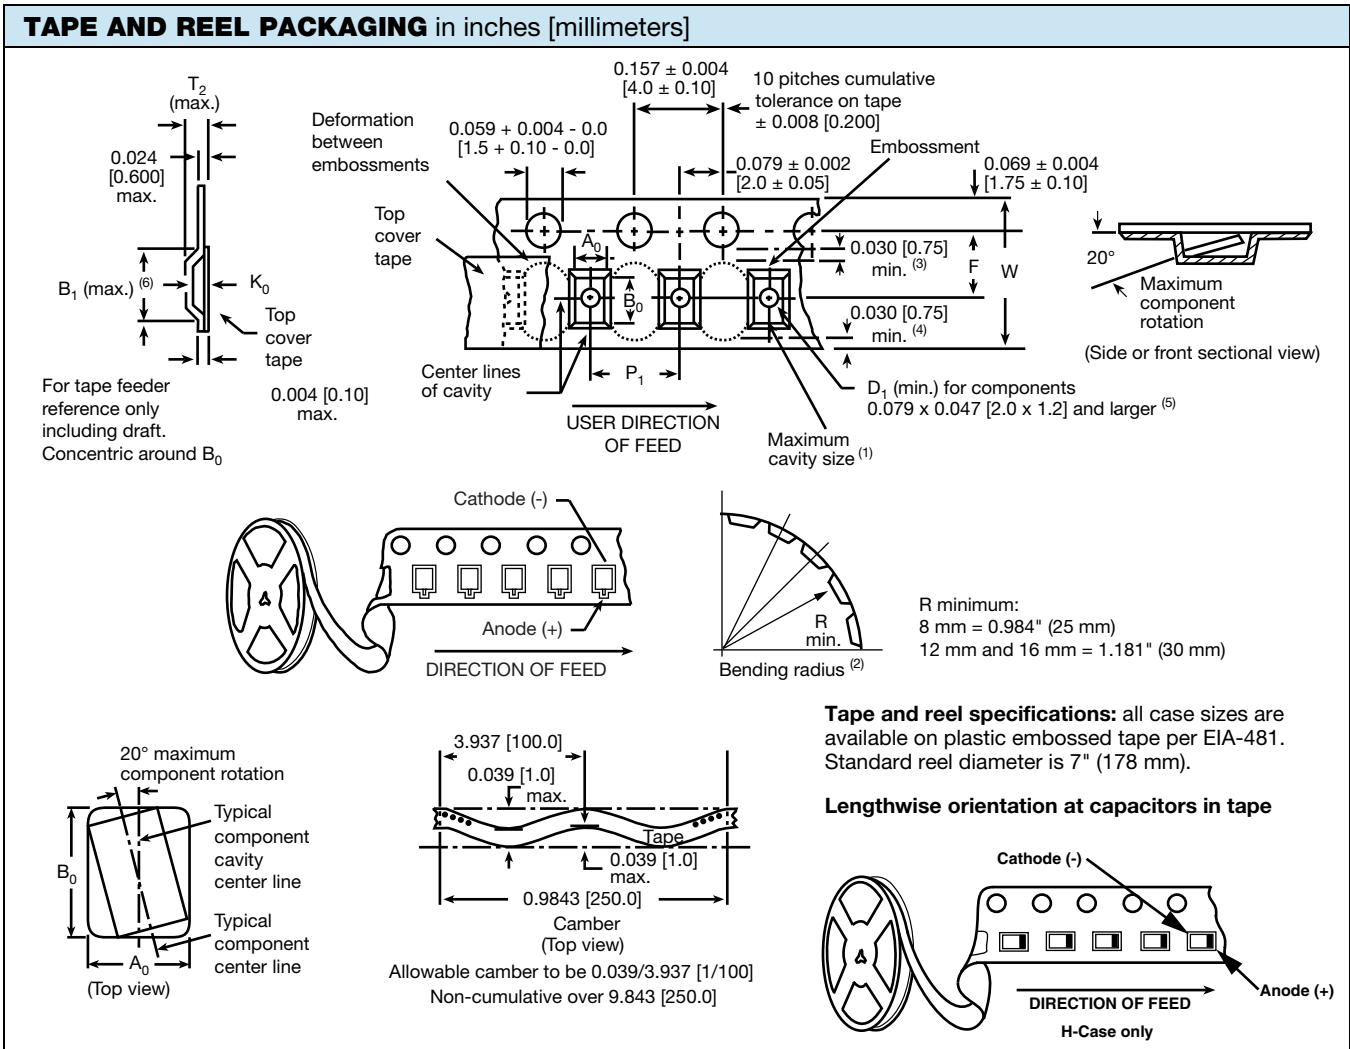 TAPE AND REEL PACKAGING in inches [millimeters]
T2
(max.)
0.024
[0.600]
max.
B1 (max.) (6)
K0
Top
cover
tape
0.004 [0.10]
max.
For tape feeder
reference only
including draft.
Concentric around B0
Deformation
between
embossments
Top
cover
tape
0.059 + 0.004 - 0.0
[1.5 + 0.10 - 0.0]
0.157 ± 0.004
[4.0 ± 0.10]
10 pitches cumulative
tolerance on tape
± 0.008 [0.200]
0.079 ± 0.002
[2.0 ± 0.05]
Embossment
0.069 ± 0.004
[1.75 ± 0.10]
A0
B0
0.030 [0.75]
min. (3)
F
W
0.030 [0.75]
min. (4)
Center lines
of cavity
P1
USER DIRECTION
OF FEED
D1 (min.) for components
0.079 x 0.047 [2.0 x 1.2] and larger (5)
Maximum
cavity size (1)
20°
Maximum
component
rotation
(Side or front sectional view)
Cathode (-)
Anode (+)
DIRECTION OF FEED
R
min.
Bending radius (2)
R minimum:
8 mm = 0.984" (25 mm)
12 mm and 16 mm = 1.181" (30 mm)
Tape and reel specifications: all case sizes are
available on plastic embossed tape per EIA-481.
Standard reel diameter is 7" (178 mm).
Lengthwise orientation at capacitors in tape
20° maximum
component rotation
Typical
component
cavity
center line
B0
Typical
component
center line
A0
(Top view)
3.937 [100.0]
0.039 [1.0]
max.
Tape
0.039 [1.0]
max.
0.9843 [250.0]
Camber
(Top view)
Allowable camber to be 0.039/3.937 [1/100]
Non-cumulative over 9.843 [250.0]
Cathode (-)
Anode (+)
DIRECTION OF FEED
H-Case only